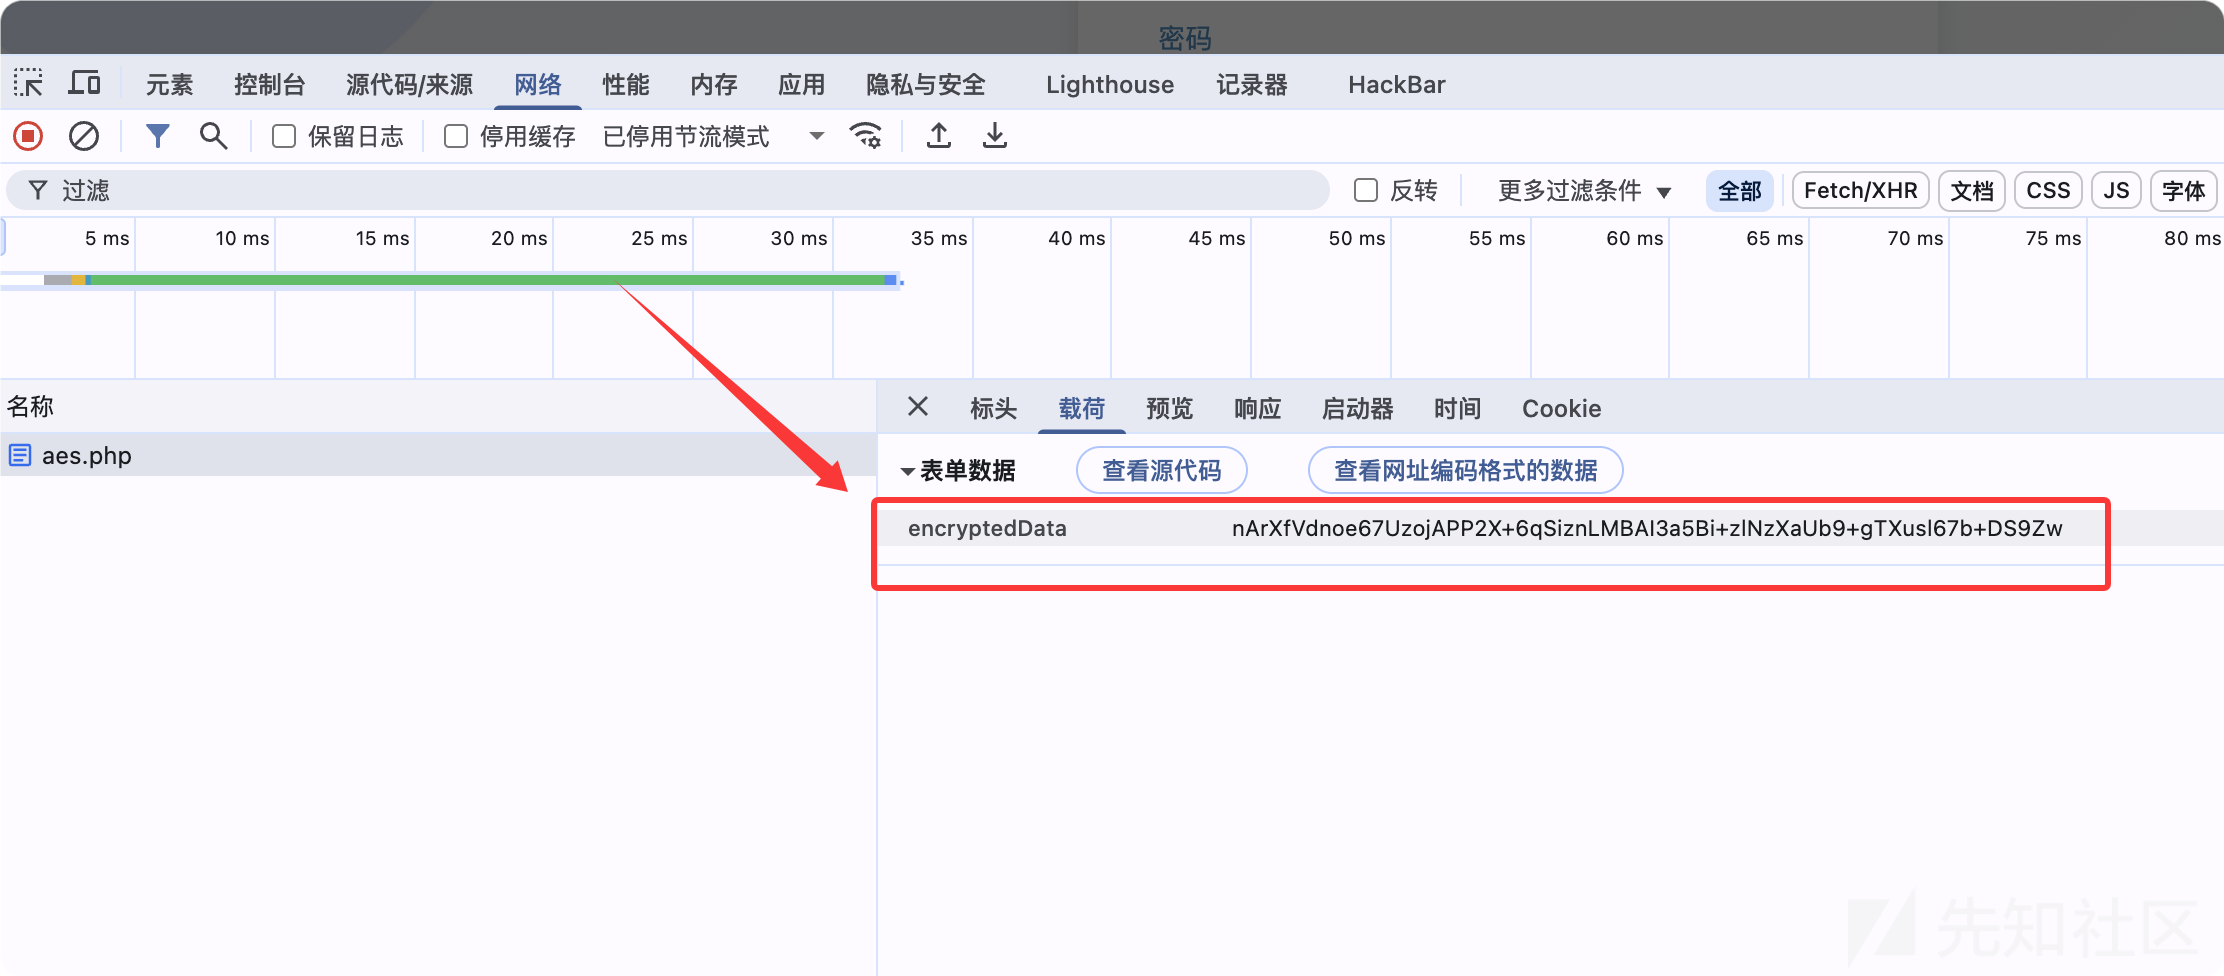 密码
元素 控制台 源代码/来源 网络 性能 内存 应用 隐私与安全 Lighthouse 记录器 HackBar
保留日志 停用缓存 已停用节流模式
过滤 反转 更多过滤条件 全部 Fetch/XHR 文档 CSS JS 字体
5 ms 10 ms 15 ms 20 ms 25 ms 30 ms 35 ms 40 ms 45 ms 50 ms 55 ms 60 ms 65 ms 70 ms 75 ms 80 ms
名称 标头 载荷 预览 响应 启动器 时间 Cookie
aes.php
表单数据 查看源代码 查看网址编码格式的数据
encryptedData nArXfVdnoe67UzojAPP2X+6qSiznLMBAI3a5Bi+zlNzXaUb9+gTXusl67b+DS9Zw
先知社区